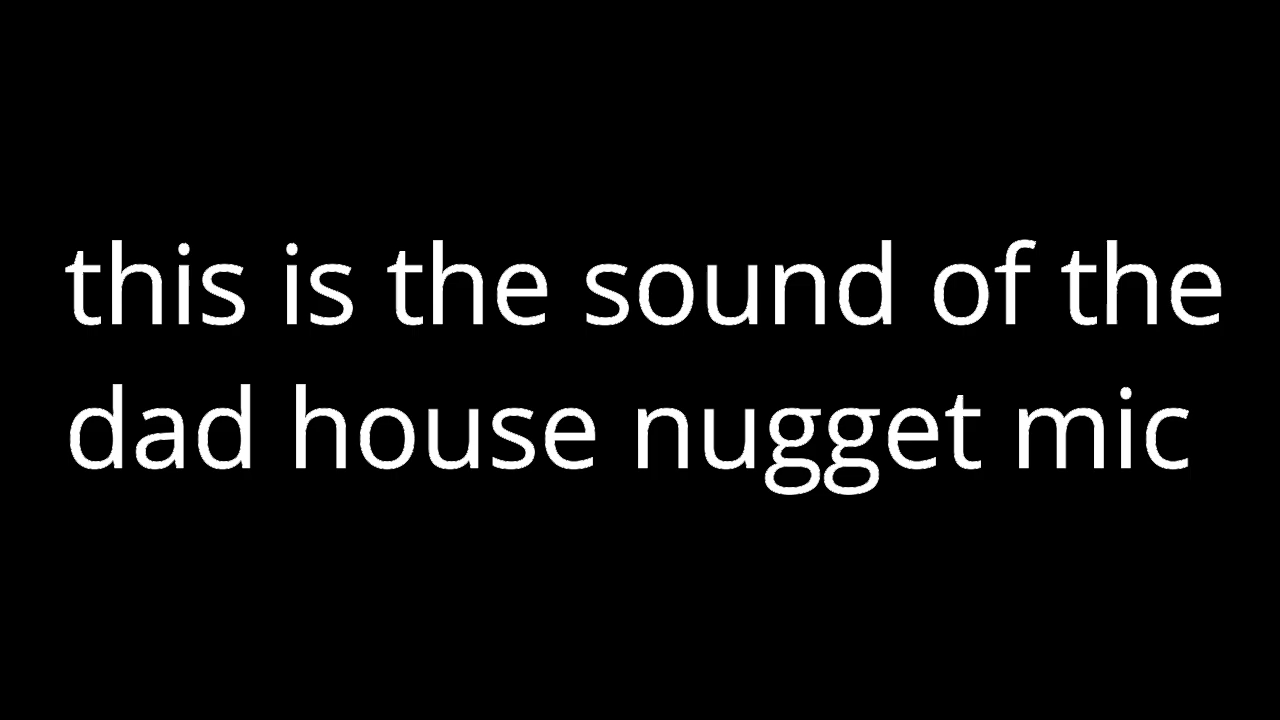 this is the sound of the
dad house nugget mic